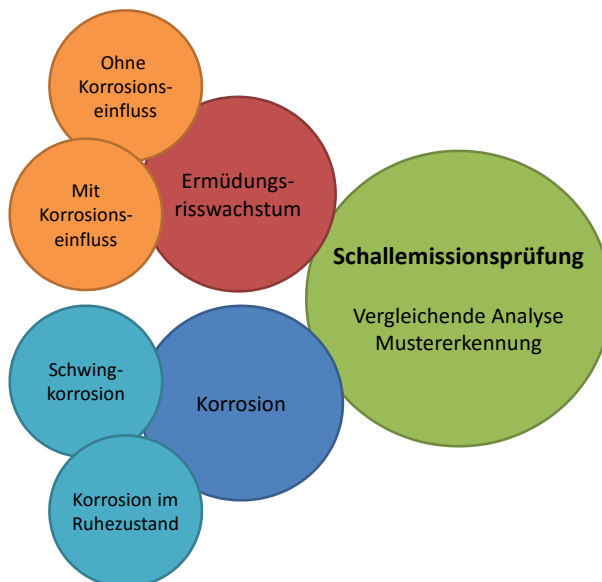 Ohne
Korrosions-
einfluss
Mit
Korrosions-
einfluss
Ermüdungs-
risswachstum
Schallemissionsprüfung
Vergleichende Analyse
Mustererkennung
Schwing-
korrosion
Korrosion
Korrosion im
Ruhezustand